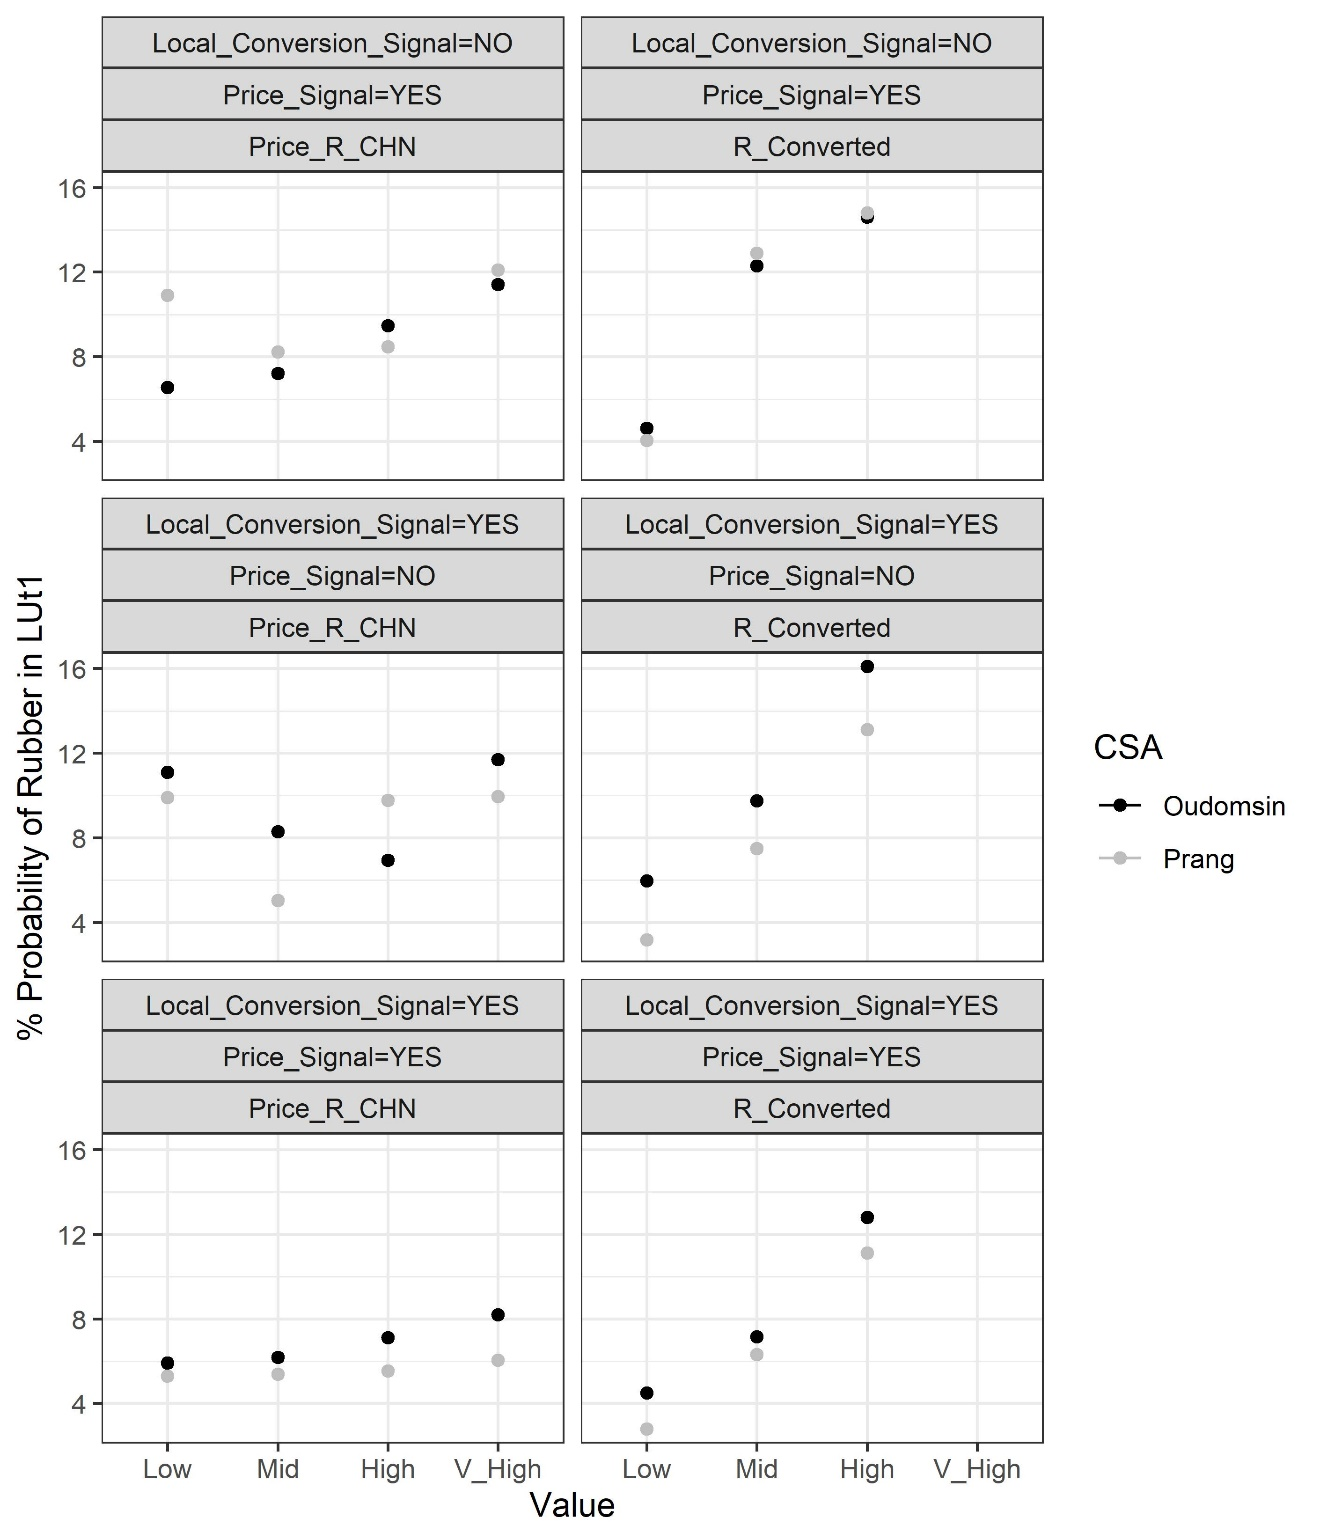 Local_Conversion_Signal=NO
Price_Signal=YES
Price_R_CHN
Local_Conversion_Signal=NO
Price_Signal=YES
R_Converted
16
12
8
4
Local_Conversion_Signal=YES
Price_Signal=NO
Price_R_CHN
Local_Conversion_Signal=YES
Price_Signal=NO
R_Converted
16
12
8
4
Local_Conversion_Signal=YES
Price_Signal=YES
Price_R_CHN
Local_Conversion_Signal=YES
Price_Signal=YES
R_Converted
16
12
8
4
% Probability of Rubber in LUt1
Low Mid High V_High
Low Mid High V_High
Value
CSA
Oudomsin
Prang